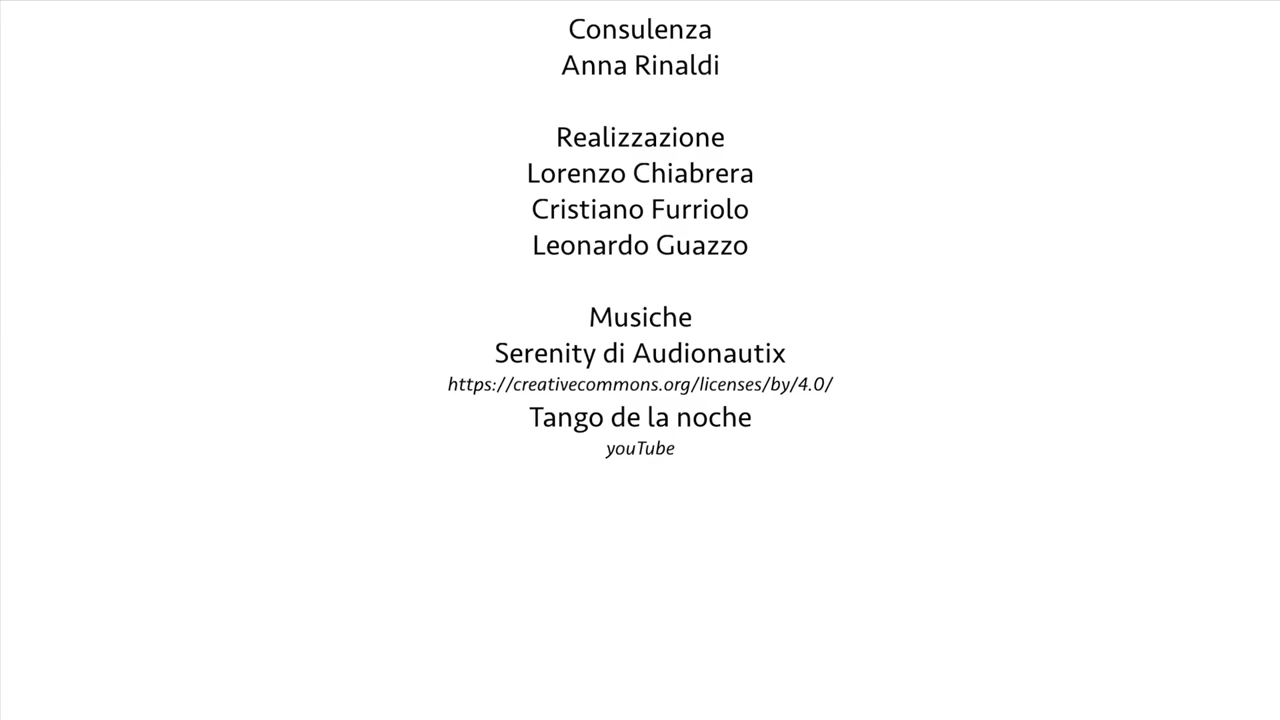 Consulenza
Anna Rinaldi
Realizzazione
Lorenzo Chiabrera
Cristiano Furriolo
Leonardo Guazzo
Musiche
Serenity di Audionautix
https://creativecommons.org/licenses/by/4.0/
Tango de la noche
youTube